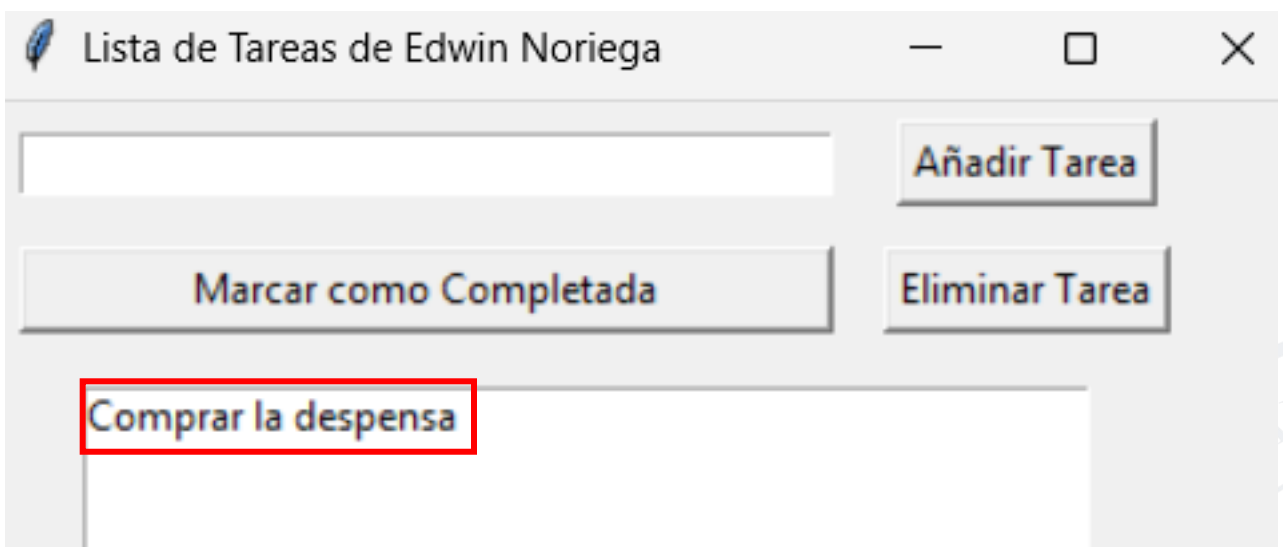 Lista de Tareas de Edwin Noriega
Añadir Tarea
Marcar como Completada
Eliminar Tarea
Comprar la despensa